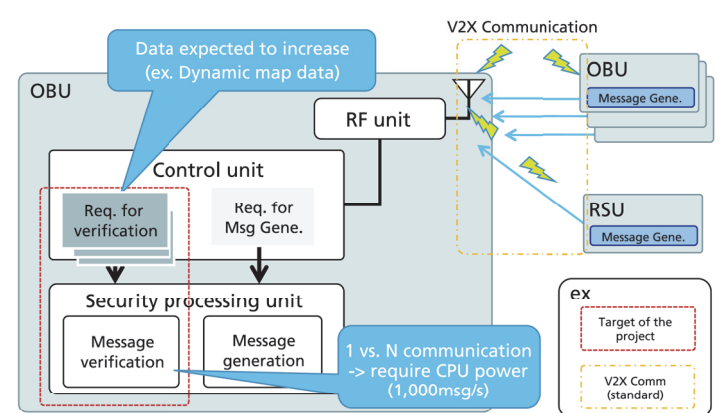 V2X Communication
Data expected to increase
(ex. Dynamic map data)
OBU
OBU
Message Gene.
RF unit
Control unit
Req. for
verification
Req. for
Msg Gene.
RSU
Message Gene.
Security processing unit
Message
verification
Message
generation
1 vs. N communication
-> require CPU power
(1,000msg/s)
ex
Target of the
project
V2X Comm
(standard)